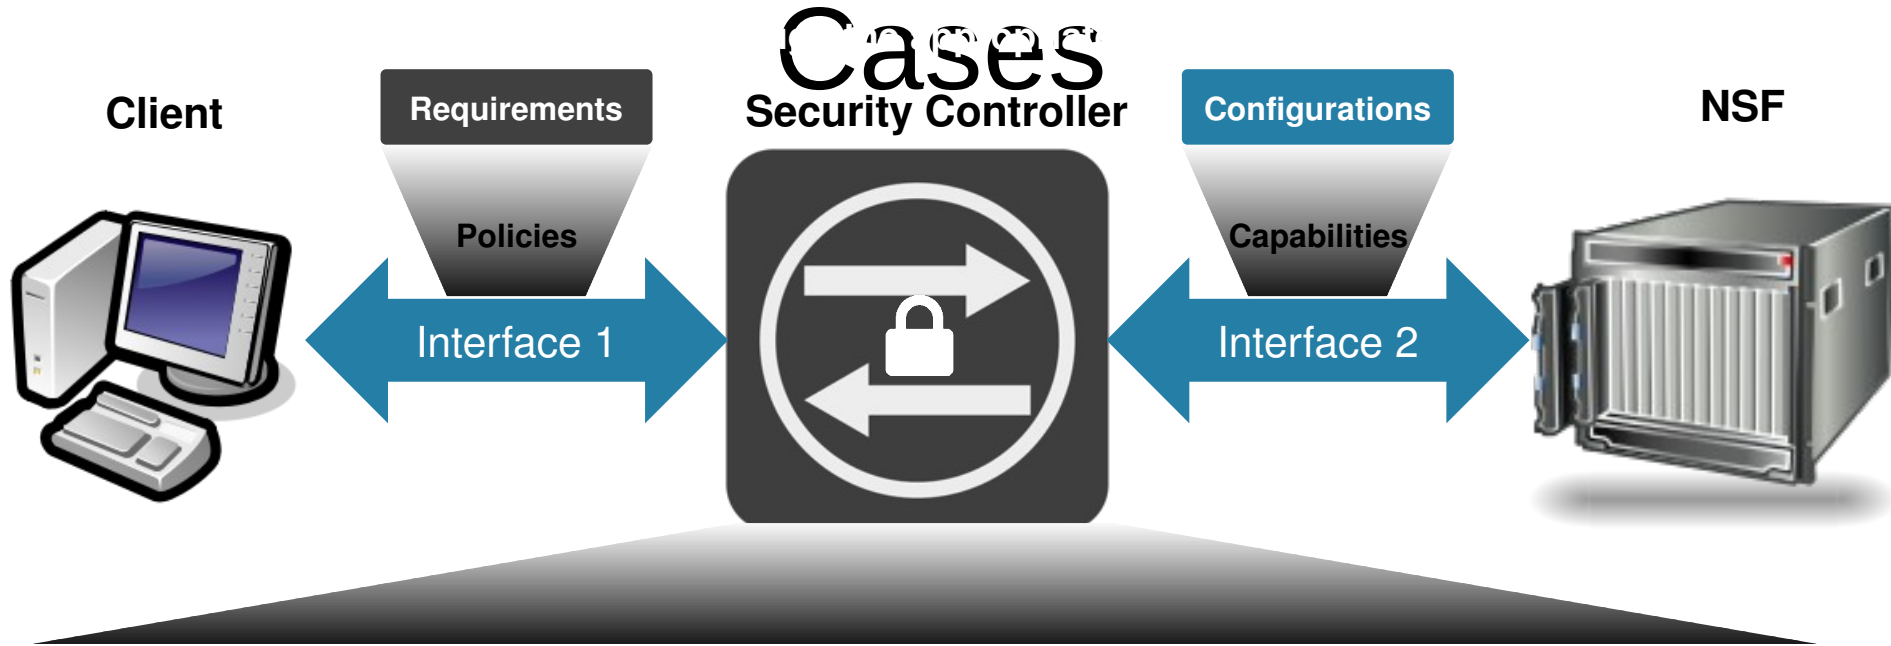 Cases
Client
Requirements
Security Controller
Configurations
NSF
Policies
Capabilities
Interface 1
Interface 2